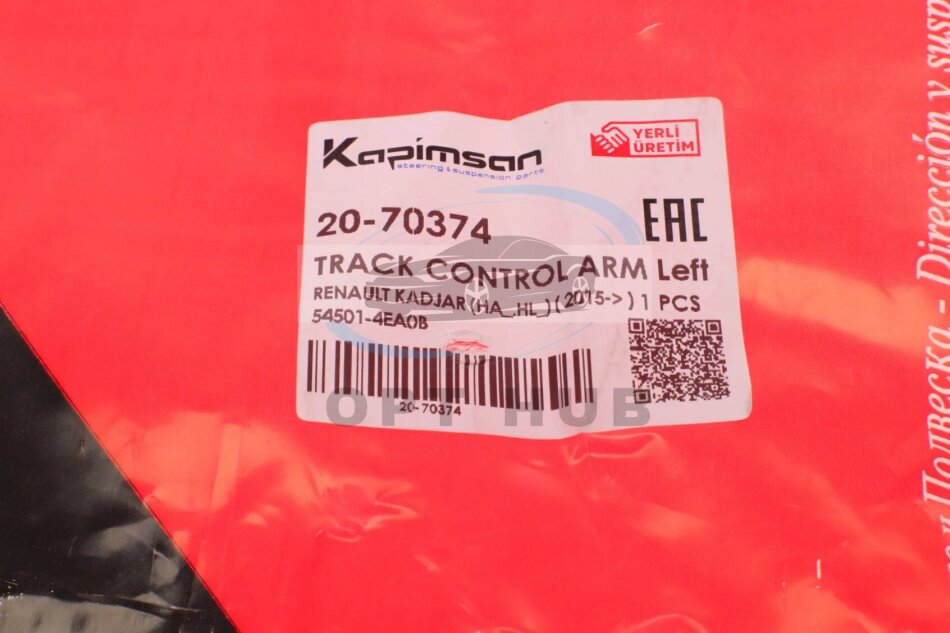 Kapimsan
steering & suspension parts
YERLİ
ÜRETİM
20-70374
EAC
TRACK CONTROL ARM Left
RENAULT KADJAR (HA_,HL_) (2015->) 1 PCS
54501-4EA0B
20-70374
OPT HUB
Подвеска - Dirección y susp